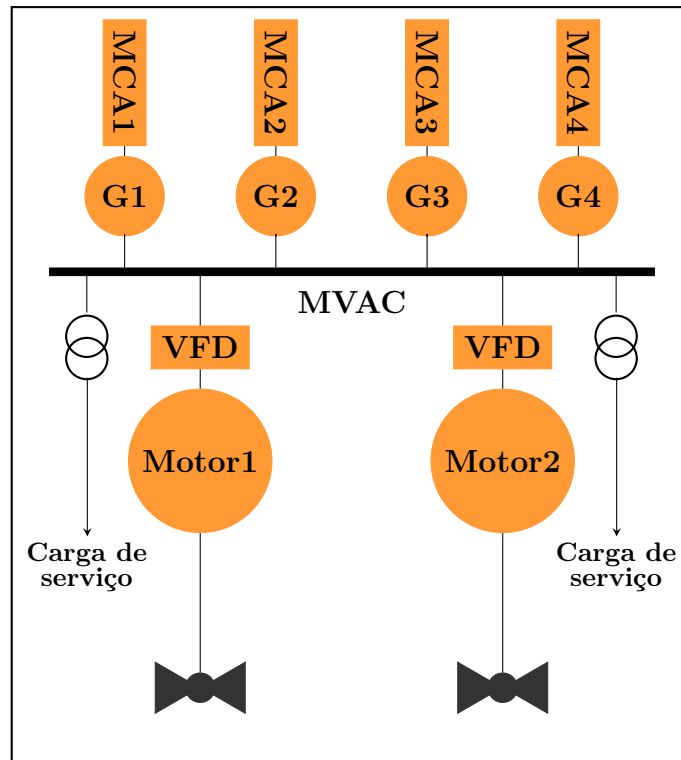 MCA1
MCA2
MCA3
MCA4
G1
G2
G3
G4
MVAC
VFD
VFD
Motor1
Motor2
Carga de
serviço
Carga de
serviço